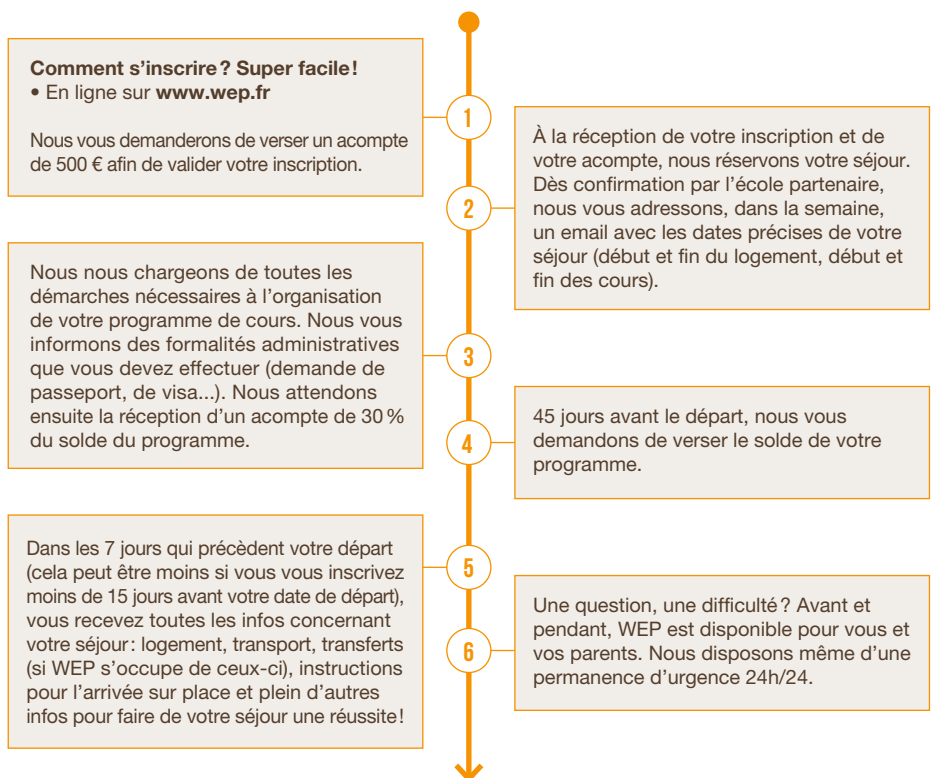 Comment s'inscrire ? Super facile !
• En ligne sur www.wep.fr
Nous vous demanderons de verser un acompte
de 500 € afin de valider votre inscription.
1
À la réception de votre inscription et de
votre acompte, nous réservons votre séjour.
Dès confirmation par l'école partenaire,
nous vous adressons, dans la semaine,
un email avec les dates précises de votre
séjour (début et fin du logement, début et
fin des cours).
2
Nous nous chargeons de toutes les
démarches nécessaires à l'organisation
de votre programme de cours. Nous vous
informons des formalités administratives
que vous devez effectuer (demande de
passeport, de visa...). Nous attendons
ensuite la réception d'un acompte de 30 %
du solde du programme.
3
45 jours avant le départ, nous vous
demandons de verser le solde de votre
programme.
4
Dans les 7 jours qui précèdent votre départ
(cela peut être moins si vous vous inscrivez
moins de 15 jours avant votre date de départ),
vous recevez toutes les infos concernant
votre séjour : logement, transport, transferts
(si WEP s'occupe de ceux-ci), instructions
pour l'arrivée sur place et plein d'autres
infos pour faire de votre séjour une réussite !
5
Une question, une difficulté ? Avant et
pendant, WEP est disponible pour vous et
vos parents. Nous disposons même d'une
permanence d'urgence 24h/24.
6